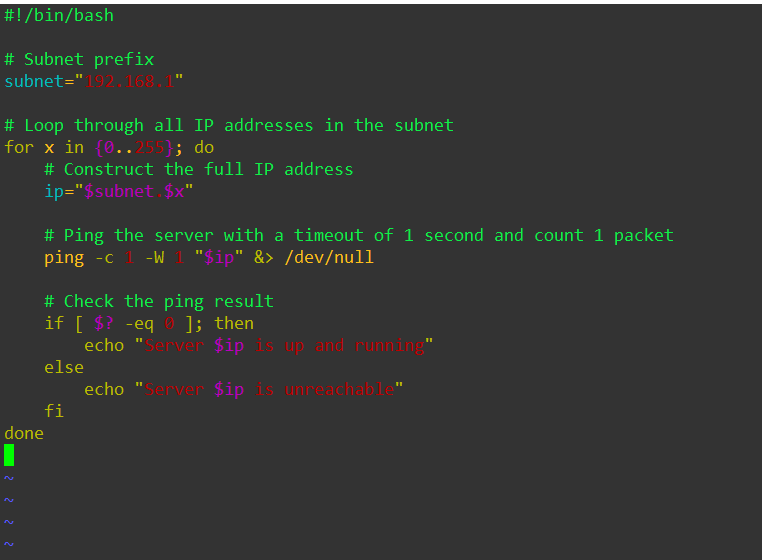 #!/bin/bash

# Subnet prefix
subnet="192.168.1"

# Loop through all IP addresses in the subnet
for x in {0..255}; do
    # Construct the full IP address
    ip="$subnet.$x"

    # Ping the server with a timeout of 1 second and count 1 packet
    ping -c 1 -W 1 "$ip" &> /dev/null

    # Check the ping result
    if [ $? -eq 0 ]; then
        echo "Server $ip is up and running"
    else
        echo "Server $ip is unreachable"
    fi
done

~
~
~
~